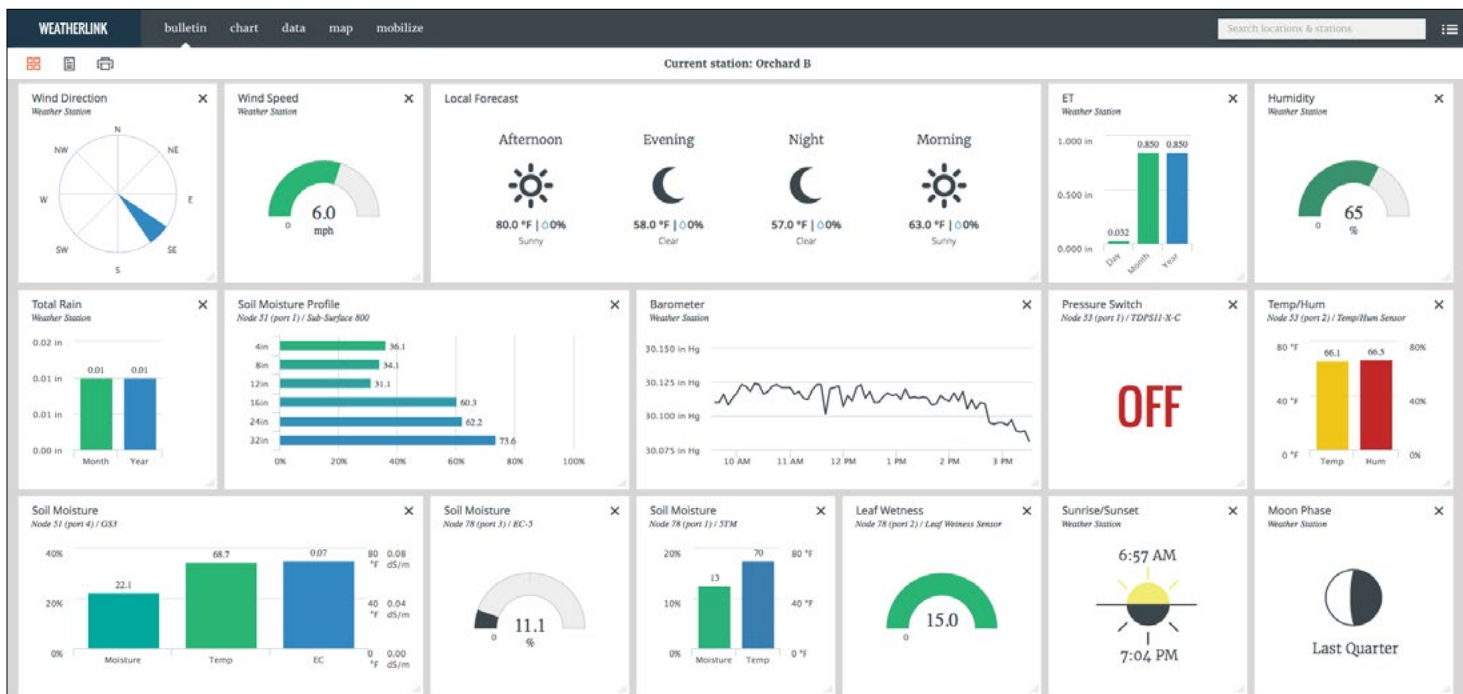 WEATHERLINK bulletin chart data map mobilize Search locations & stations
Current station: Orchard B
Wind Direction
Weather Station
N
NW NE
W E
SW SE
S
Wind Speed
Weather Station
6.0
0
mph
Local Forecast
Afternoon Evening Night Morning
80.0 °F | 0% 58.0 °F | 0% 57.0 °F | 0% 63.0 °F | 0%
Sunny Clear Clear Sunny
ET
Weather Station
1.000 in
0.850 0.850
0.500 in
0.032
0.000 in
Day Month Year
Humidity
Weather Station
65
0
%
Total Rain
Weather Station
0.02 in
0.01 0.01
0.01 in
0.01 in
0.00 in
Month Year
Soil Moisture Profile
Node 51 (port 1) / Sub-Surface 800
4in 36.1
8in 34.1
12in 31.1
16in 60.3
24in 62.2
32in 73.6
0% 20% 40% 60% 80% 100%
Barometer
Weather Station
30.150 in Hg
30.125 in Hg
30.100 in Hg
30.075 in Hg
10 AM 11 AM 12 PM 1 PM 2 PM 3 PM
Pressure Switch
Node 53 (port 1) / TDPS11-X-C
OFF
Temp/Hum
Node 53 (port 2) / Temp/Hum Sensor
80 °F 66.1 66.5 80%
40 °F 40%
0 °F Temp Hum 0%
Soil Moisture
Node 51 (port 4) / GS3
40% 22.1 68.7 0.07 80 °F 0.08 dS/m
20% 40 °F 0.04 dS/m
0% 0 °F 0.00 dS/m
Moisture Temp EC
Soil Moisture
Node 78 (port 3) / EC-5
11.1
0
%
Soil Moisture
Node 78 (port 1) / 5TM
20% 70 80 °F
13
10% 40 °F
0% Moisture Temp 0 °F
Leaf Wetness
Node 78 (port 2) / Leaf Wetness Sensor
15.0
0
Sunrise/Sunset
Weather Station
6:57 AM
7:04 PM
Moon Phase
Weather Station
Last Quarter